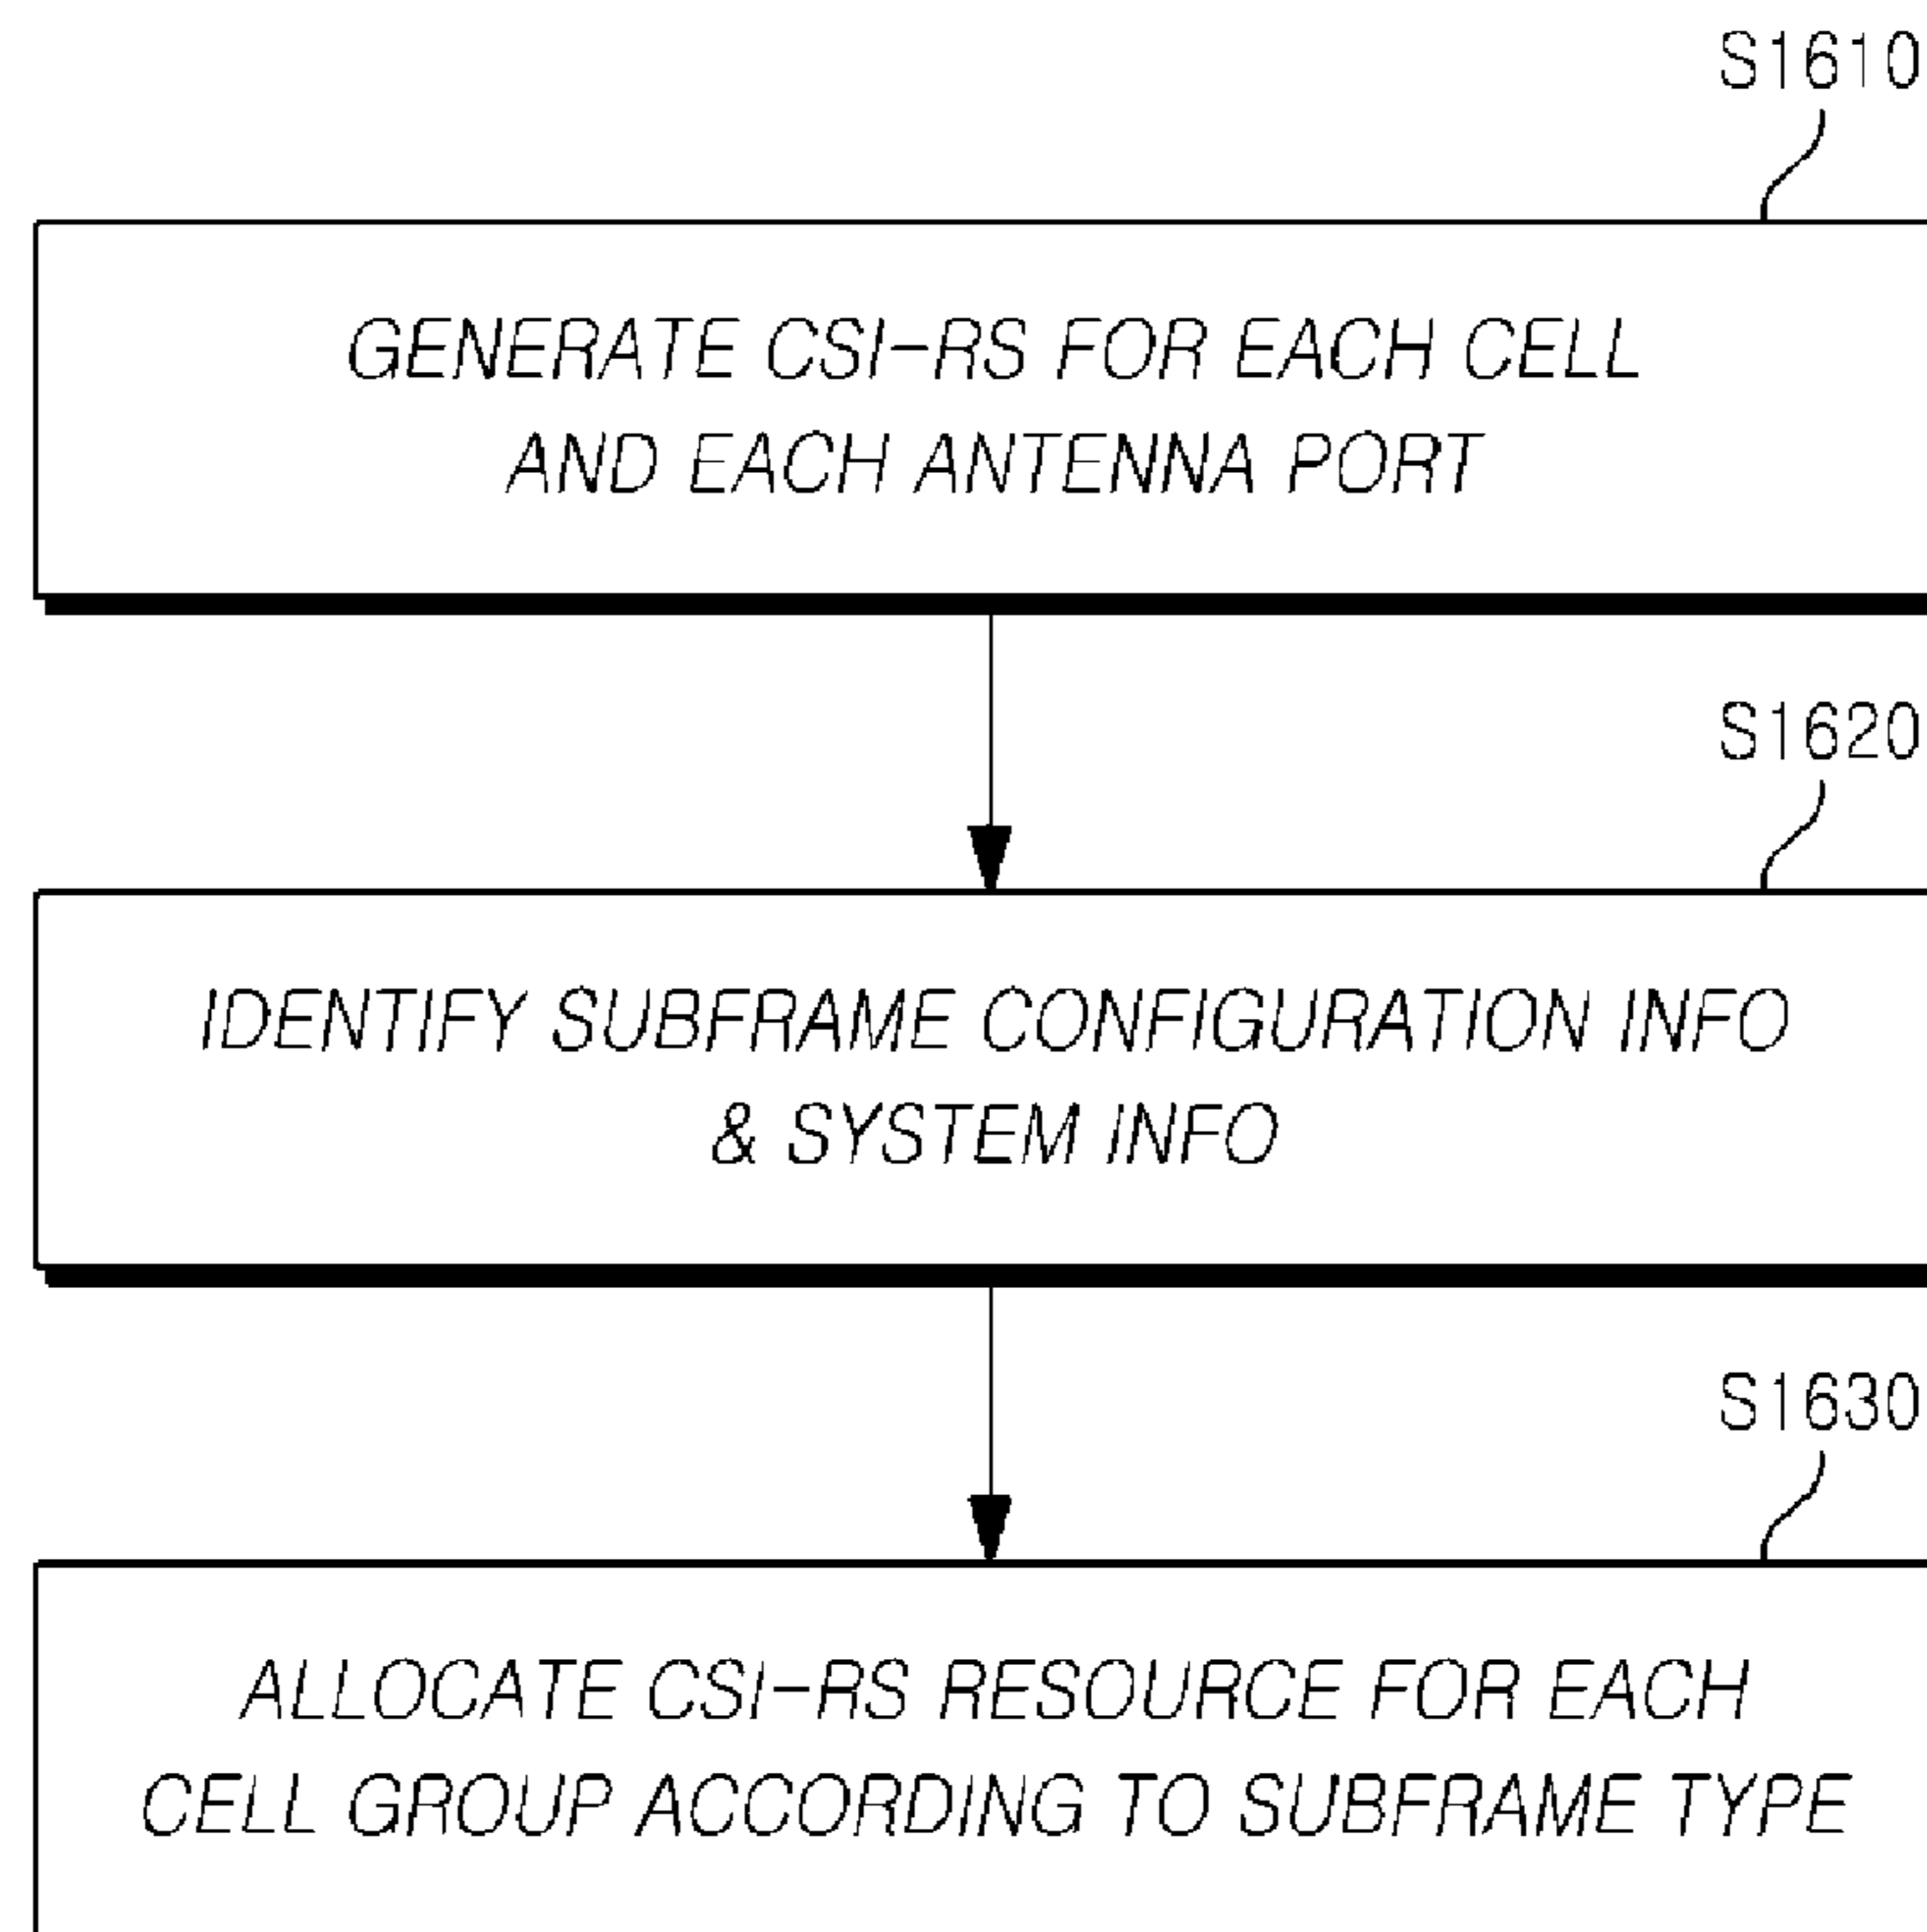 S1610
GENERATE CSI-RS FOR EACH CELL
AND EACH ANTENNA PORT
S1620
IDENTIFY SUBFRAME CONFIGURATION INFO
& SYSTEM INFO
S1630
ALLOCATE CSI-RS RESOURCE FOR EACH
CELL GROUP ACCORDING TO SUBFRAME TYPE